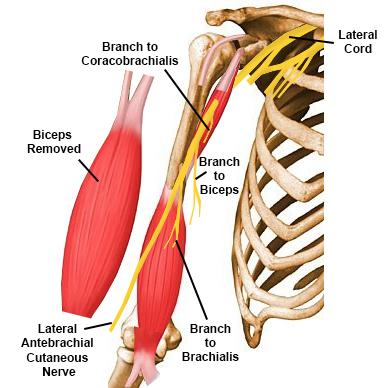 Branch to
Coracobrachialis
Lateral
Cord
Biceps
Removed
Branch
to
Biceps
Lateral
Antebrachial
Cutaneous
Nerve
Branch
to
Brachialis